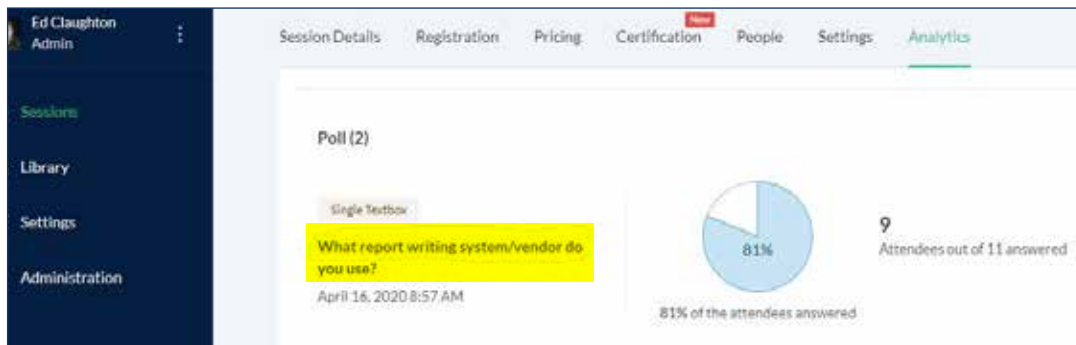 Ed Claughton
Admin
New
Session Details Registration Pricing Certification People Settings Analytics
Sessions
Library
Settings
Administration
Poll (2)
Single Textbox
What report writing system/vendor do
you use?
April 16, 2020 8:57 AM
81%
81% of the attendees answered
9
Attendees out of 11 answered